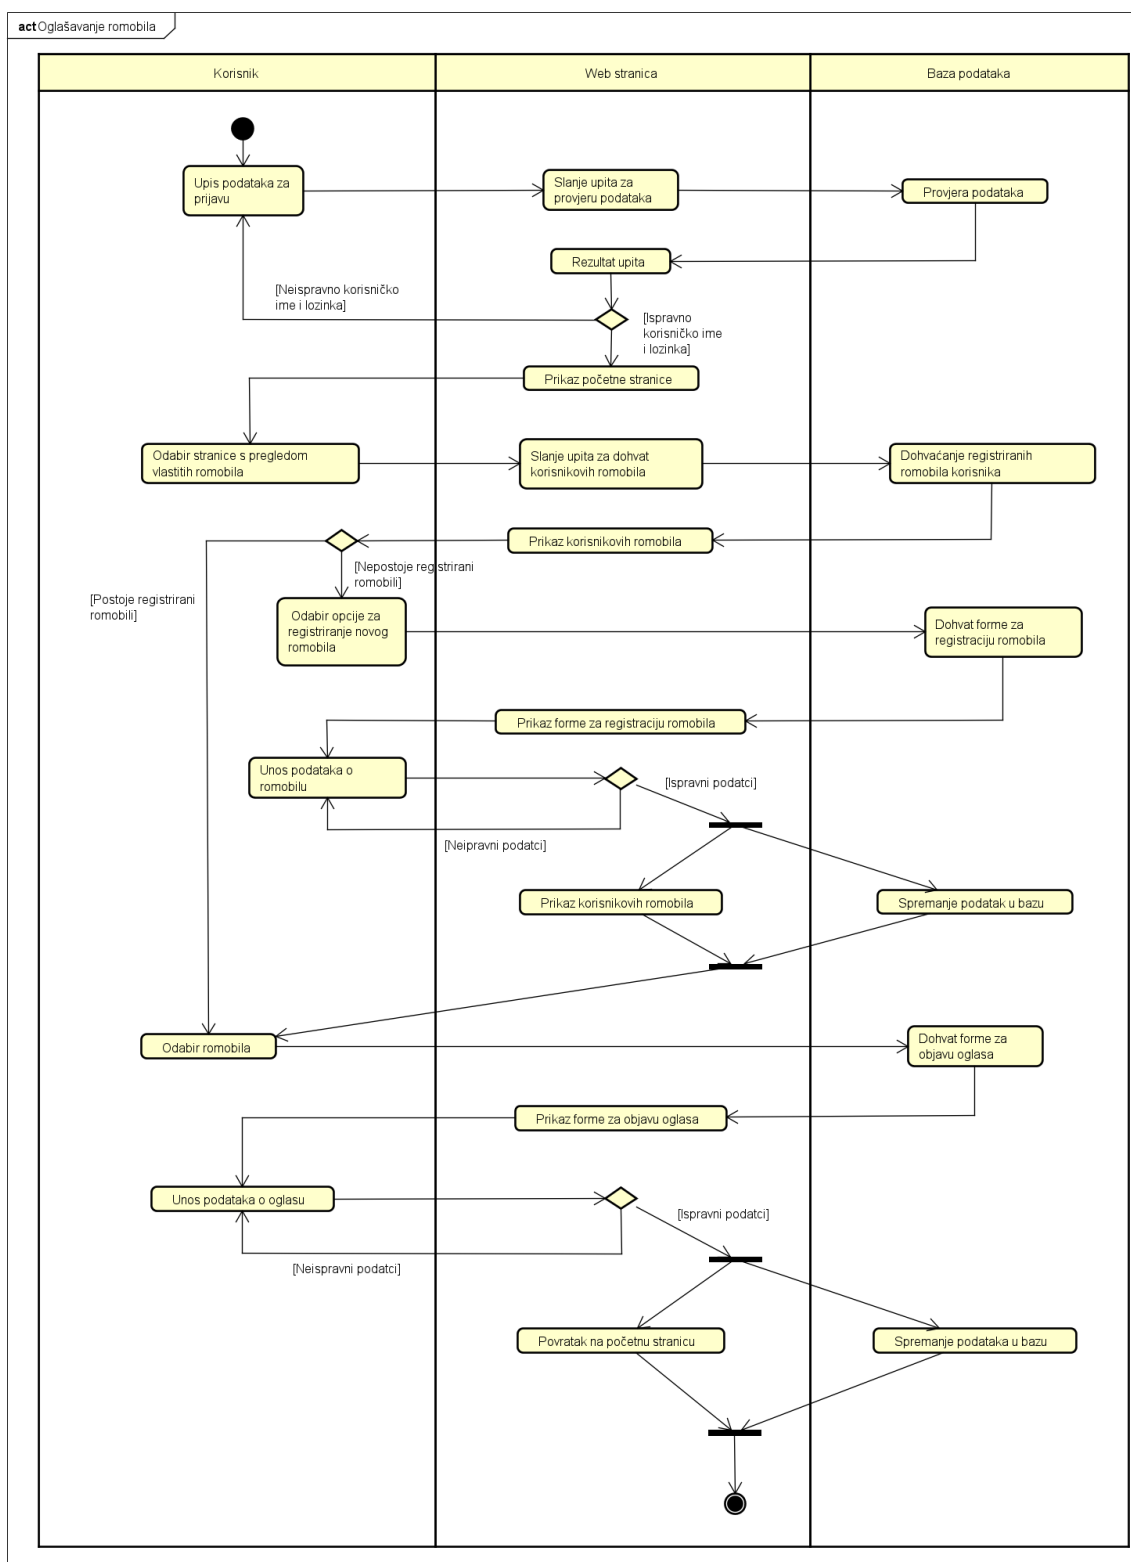 act Oglašavanje romobila
Korisnik
Web stranica
Baza podataka
Upis podataka za
prijavu
Slanje upita za
provjeru podataka
Provjera podataka
Rezultat upita
[Neispravno korisničko
ime i lozinka]
[Ispravno
korisničko ime
i lozinka]
Prikaz početne stranice
Odabir stranice s pregledom
vlastitih romobila
Slanje upita za dohvat
korisnikovih romobila
Dohvaćanje registriranih
romobila korisnika
Prikaz korisnikovih romobila
[Nepostoje registrirani
romobili]
[Postoje registrirani
romobili]
Odabir opcije za
registriranje novog
romobila
Dohvat forme za
registraciju romobila
Prikaz forme za registraciju romobila
Unos podataka o
romobilu
[Ispravni podatci]
[Neipravni podatci]
Prikaz korisnikovih romobila
Spremanje podatak u bazu
Odabir romobila
Dohvat forme za
objavu oglasa
Prikaz forme za objavu oglasa
Unos podataka o oglasu
[Ispravni podatci]
[Neispravni podatci]
Povratak na početnu stranicu
Spremanje podataka u bazu